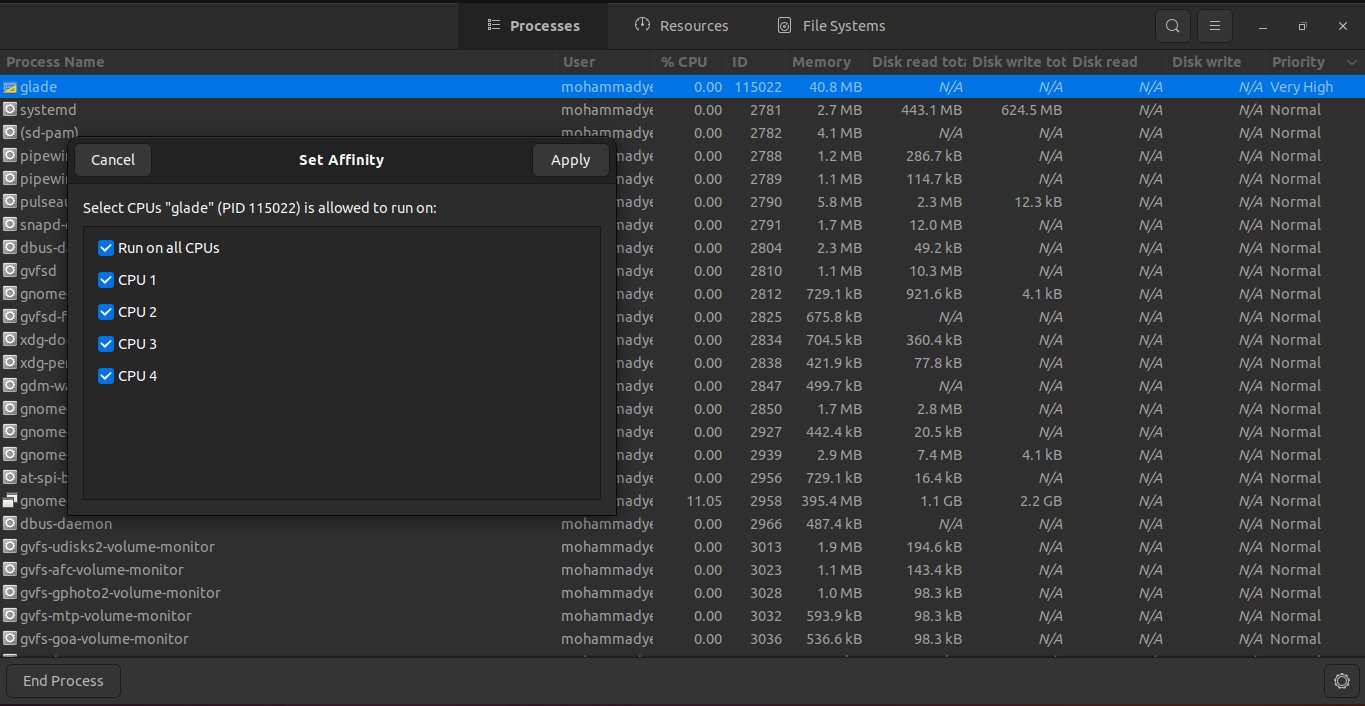 Processes Resources File Systems
Process Name User % CPU ID Memory Disk read tota Disk write tot Disk read Disk write Priority
glade mohammadye 0.00 115022 40.8 MB N/A N/A N/A N/A Very High
systemd mohammadye 0.00 2781 2.7 MB 443.1 MB 624.5 MB N/A N/A Normal
(sd-pam) mohammadye 0.00 2782 4.1 MB N/A N/A N/A N/A Normal
pipewi 0.00 2788 1.2 MB 286.7 kB N/A N/A N/A Normal
pipewi 0.00 2789 1.1 MB 114.7 kB N/A N/A N/A Normal
pulseau 0.00 2790 5.8 MB 2.3 MB 12.3 kB N/A N/A Normal
snapd- 0.00 2791 1.7 MB 12.0 MB N/A N/A N/A Normal
dbus-d 0.00 2804 2.3 MB 49.2 kB N/A N/A N/A Normal
gvfsd 0.00 2810 1.1 MB 10.3 MB N/A N/A N/A Normal
gnome- 0.00 2812 729.1 kB 921.6 kB 4.1 kB N/A N/A Normal
gvfsd-f 0.00 2825 675.8 kB N/A N/A N/A N/A Normal
xdg-do 0.00 2834 704.5 kB 360.4 kB N/A N/A N/A Normal
xdg-pe 0.00 2838 421.9 kB 77.8 kB N/A N/A N/A Normal
gdm-wa 0.00 2847 499.7 kB N/A N/A N/A N/A Normal
gnome- 0.00 2850 1.7 MB 2.8 MB N/A N/A N/A Normal
gnome- 0.00 2927 442.4 kB 20.5 kB N/A N/A N/A Normal
gnome- 0.00 2939 2.9 MB 7.4 MB 4.1 kB N/A N/A Normal
at-spi-b 0.00 2956 729.1 kB 16.4 kB N/A N/A N/A Normal
gnome- 11.05 2958 395.4 MB 1.1 GB 2.2 GB N/A N/A Normal
dbus-daemon mohammadye 0.00 2966 487.4 kB N/A N/A N/A N/A Normal
gvfs-udisks2-volume-monitor mohammadye 0.00 3013 1.9 MB 194.6 kB N/A N/A N/A Normal
gvfs-afc-volume-monitor mohammadye 0.00 3023 1.1 MB 143.4 kB N/A N/A N/A Normal
gvfs-gphoto2-volume-monitor mohammadye 0.00 3028 1.0 MB 98.3 kB N/A N/A N/A Normal
gvfs-mtp-volume-monitor mohammadye 0.00 3032 593.9 kB 98.3 kB N/A N/A N/A Normal
gvfs-goa-volume-monitor mohammadye 0.00 3036 536.6 kB 98.3 kB N/A N/A N/A Normal
Cancel Set Affinity Apply
Select CPUs "glade" (PID 115022) is allowed to run on:
Run on all CPUs
CPU 1
CPU 2
CPU 3
CPU 4
End Process